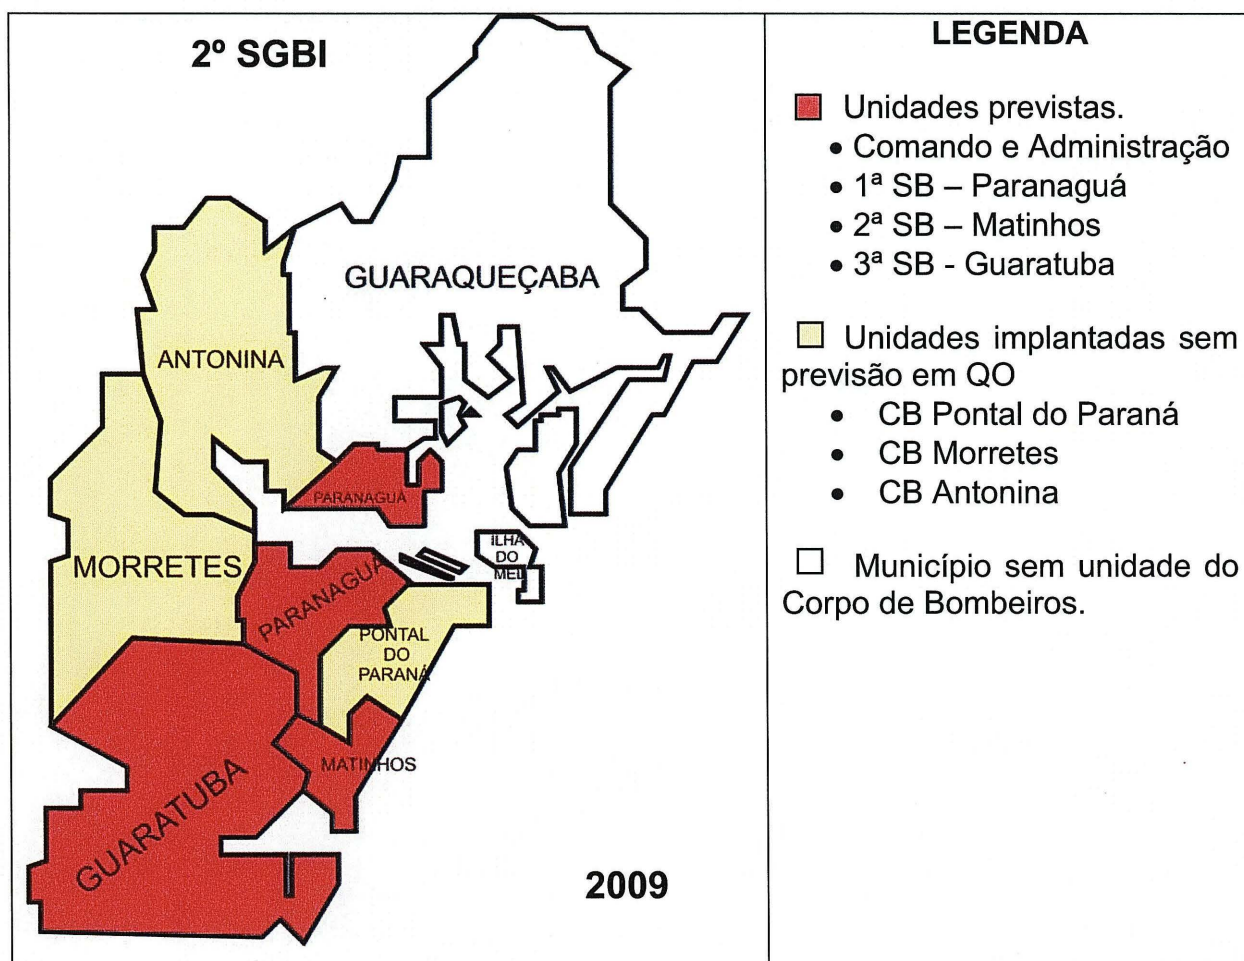 2º SGBI
GUARAQUEÇABA
ANTONINA
PARANAGUÁ
MORRETES
PARANAGUÁ
ILHA
DO
MEL
PONTAL
DO
PARANÁ
MATINHOS
GUARATUBA
2009
LEGENDA
Unidades previstas.
• Comando e Administração
• 1ª SB – Paranaguá
• 2ª SB – Matinhos
• 3ª SB - Guaratuba
Unidades implantadas sem
previsão em QO
• CB Pontal do Paraná
• CB Morretes
• CB Antonina
Município sem unidade do
Corpo de Bombeiros.